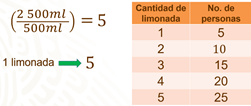 (2 500ml / 500ml) = 5
1 limonada 5
Cantidad de limonada No. de personas
1 5
2 10
3 15
4 20
5 25